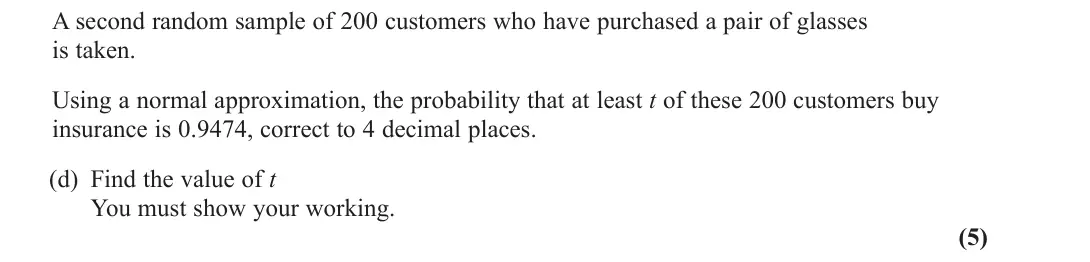 A second random sample of 200 customers who have purchased a pair of glasses
is taken.
Using a normal approximation, the probability that at least t of these 200 customers buy
insurance is 0.9474, correct to 4 decimal places.
(d) Find the value of t
You must show your working.
(5)